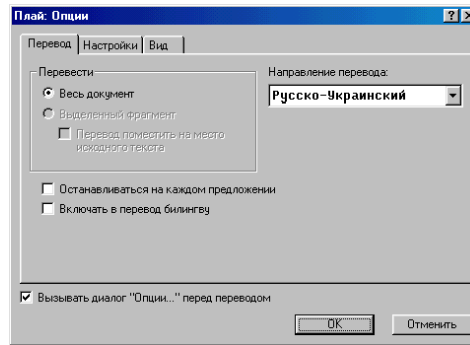 Плай: Опции
Перевод Настройки Вид
Перевести
Весь документ
Выделенный фрагмент
Перевод поместить на место
исходного текста
Направление перевода:
Русско-Украинский
Останавливаться на каждом предложении
Включать в перевод билингву
Вызывать диалог "Опции..." перед переводом
OK Отменить